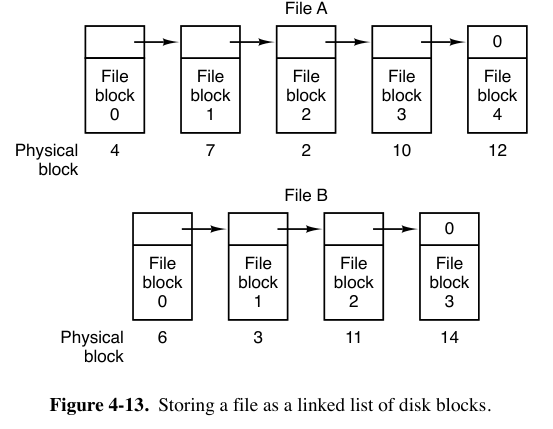 File A
0
File block 0
File block 1
File block 2
File block 3
File block 4
Physical block
4 7 2 10 12
File B
0
File block 0
File block 1
File block 2
File block 3
Physical block
6 3 11 14
Figure 4-13. Storing a file as a linked list of disk blocks.